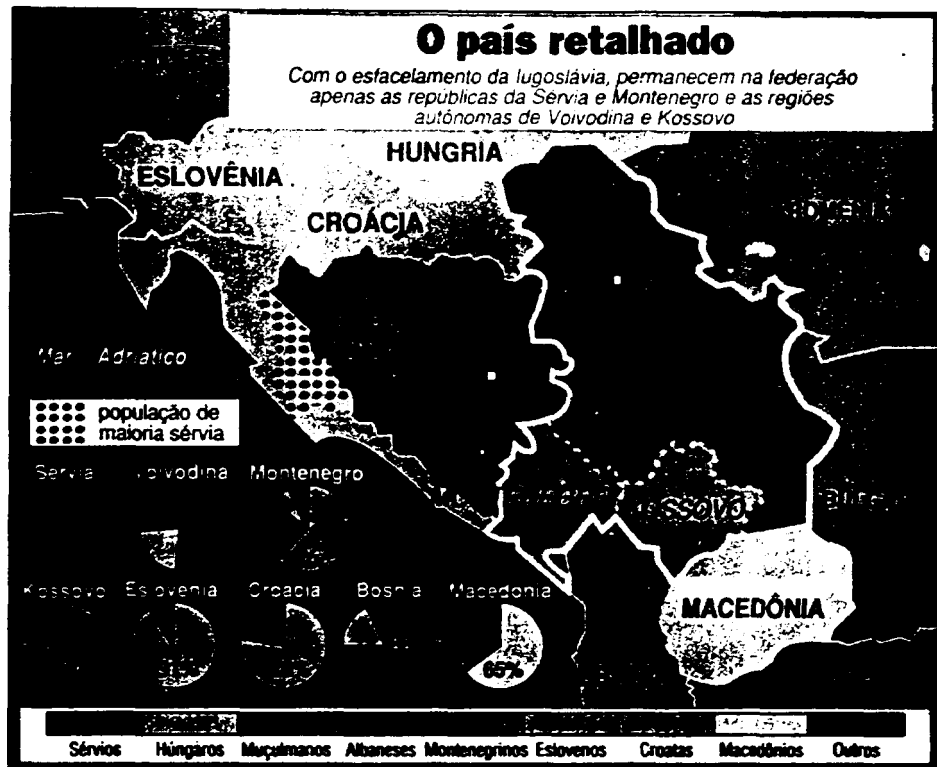 O país retalhado
Com o esfacelamento da Iugoslávia, permanecem na federação
apenas as repúblicas da Sérvia e Montenegro e as regiões
autônomas de Voivodina e Kossovo
HUNGRIA
ESLOVÊNIA
CROÁCIA
Mar Adriatico
população de
maioria sérvia
Servia Voivodina Montenegro
KOSSOVO
Kossovo Eslovenia Croacia Bosnia Macedonia
MACEDÔNIA
65%
Sérvios Húngaros Muçulmanos Albaneses Montenegrinos Eslovenos Croatas Macedônios Outros